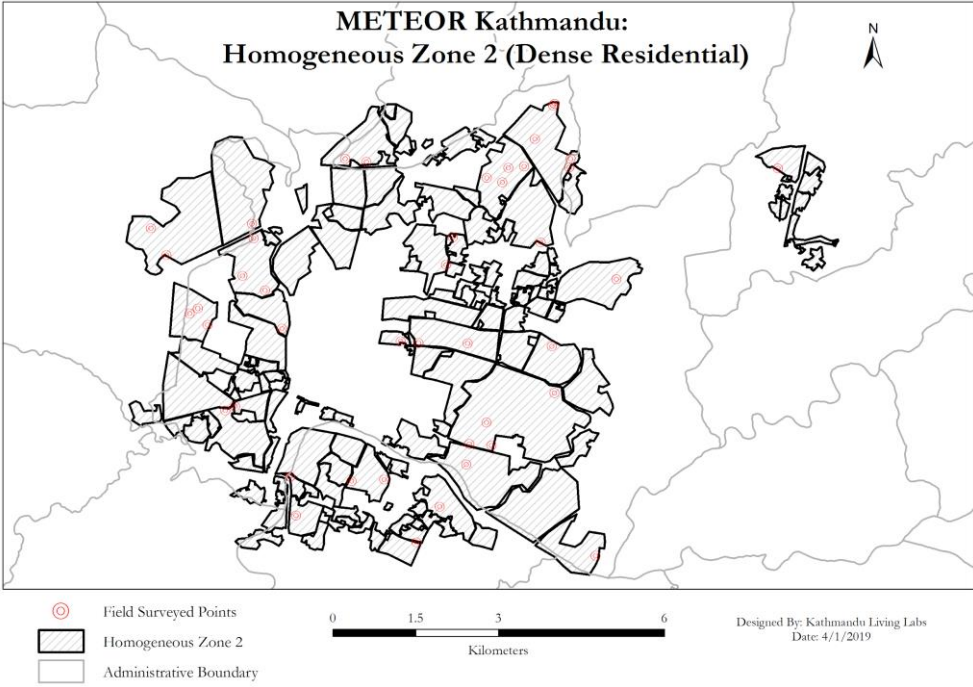 METEOR Kathmandu:
Homogeneous Zone 2 (Dense Residential)
N
Field Surveyed Points
Homogeneous Zone 2
Administrative Boundary
0 1.5 3 6
Kilometers
Designed By: Kathmandu Living Labs
Date: 4/1/2019